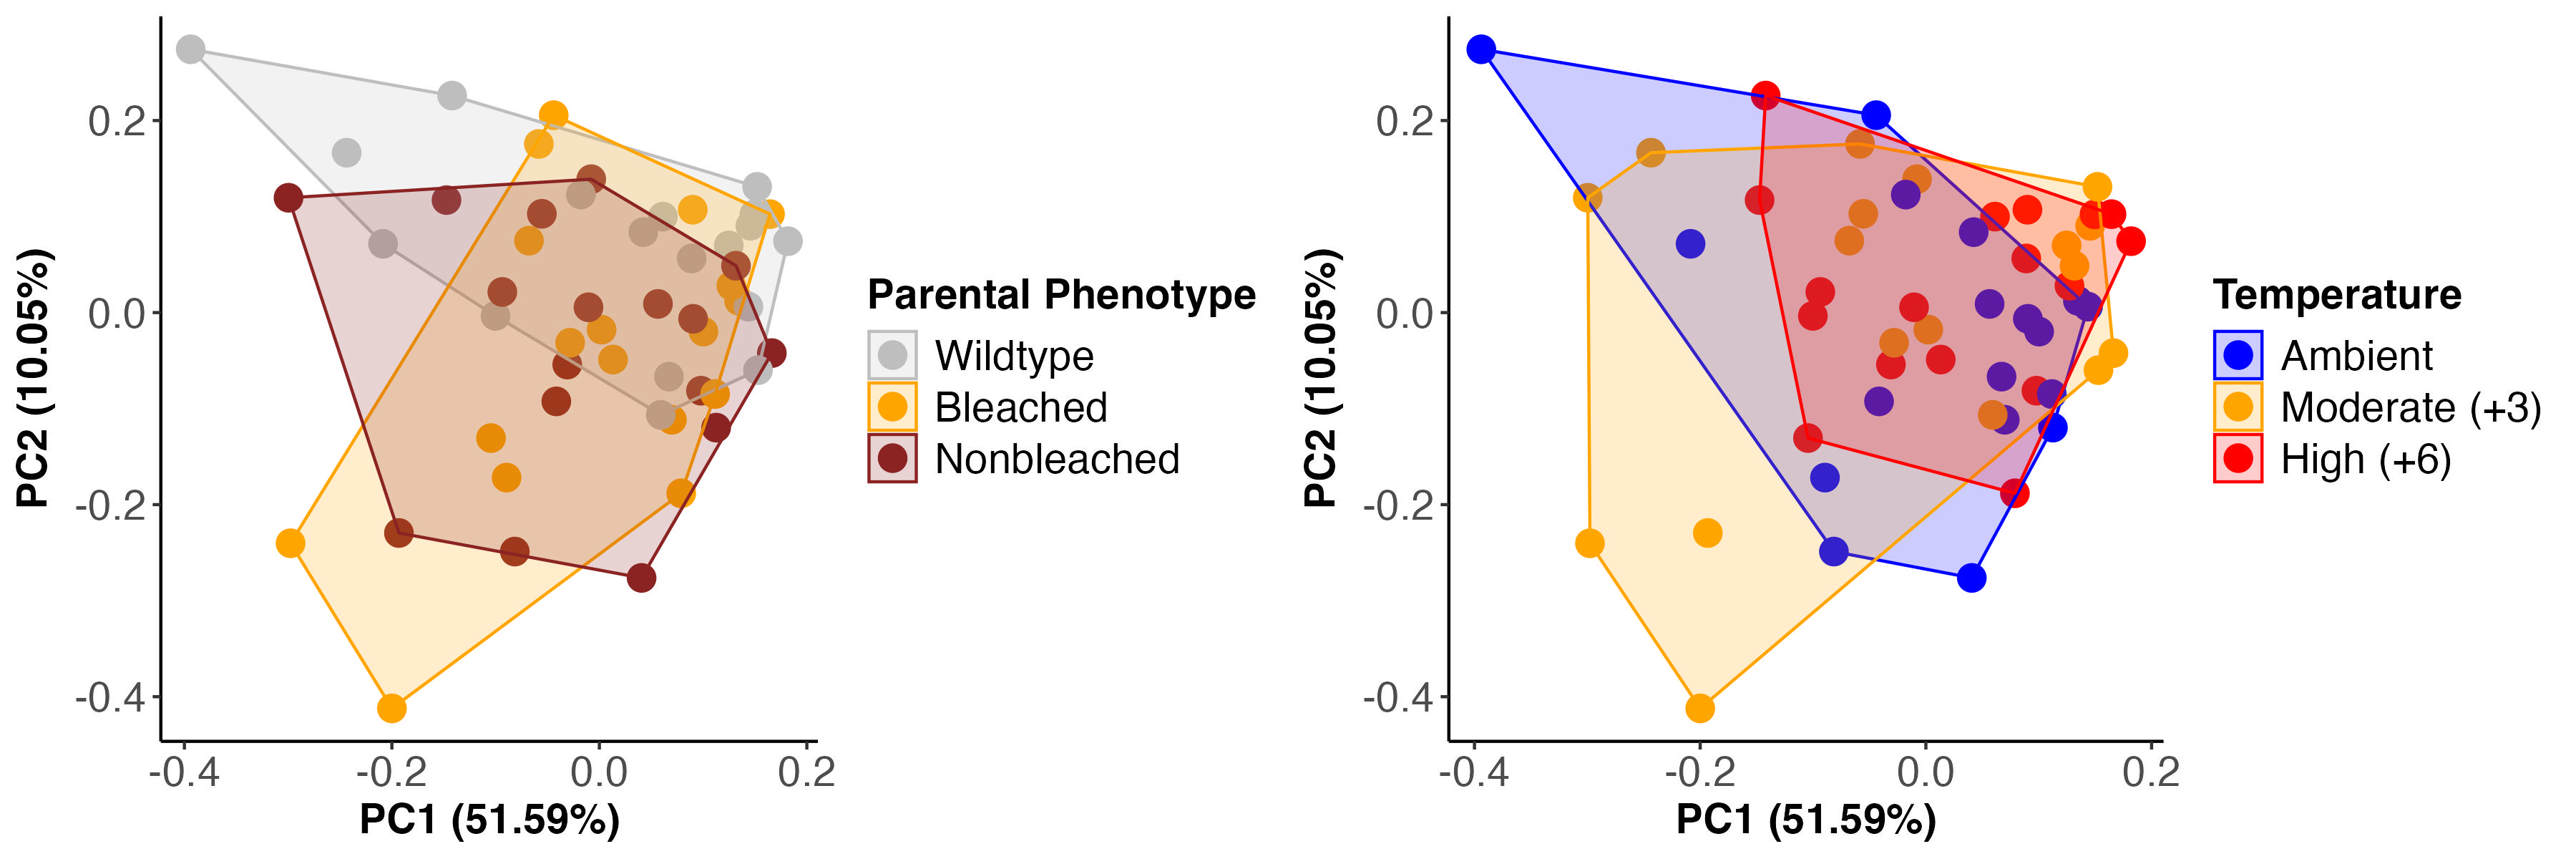 0.2
0.0
-0.2
-0.4
PC2 (10.05%)
-0.4 -0.2 0.0 0.2
PC1 (51.59%)
Parental Phenotype
Wildtype
Bleached
Nonbleached
0.2
0.0
-0.2
-0.4
PC2 (10.05%)
-0.4 -0.2 0.0 0.2
PC1 (51.59%)
Temperature
Ambient
Moderate (+3)
High (+6)